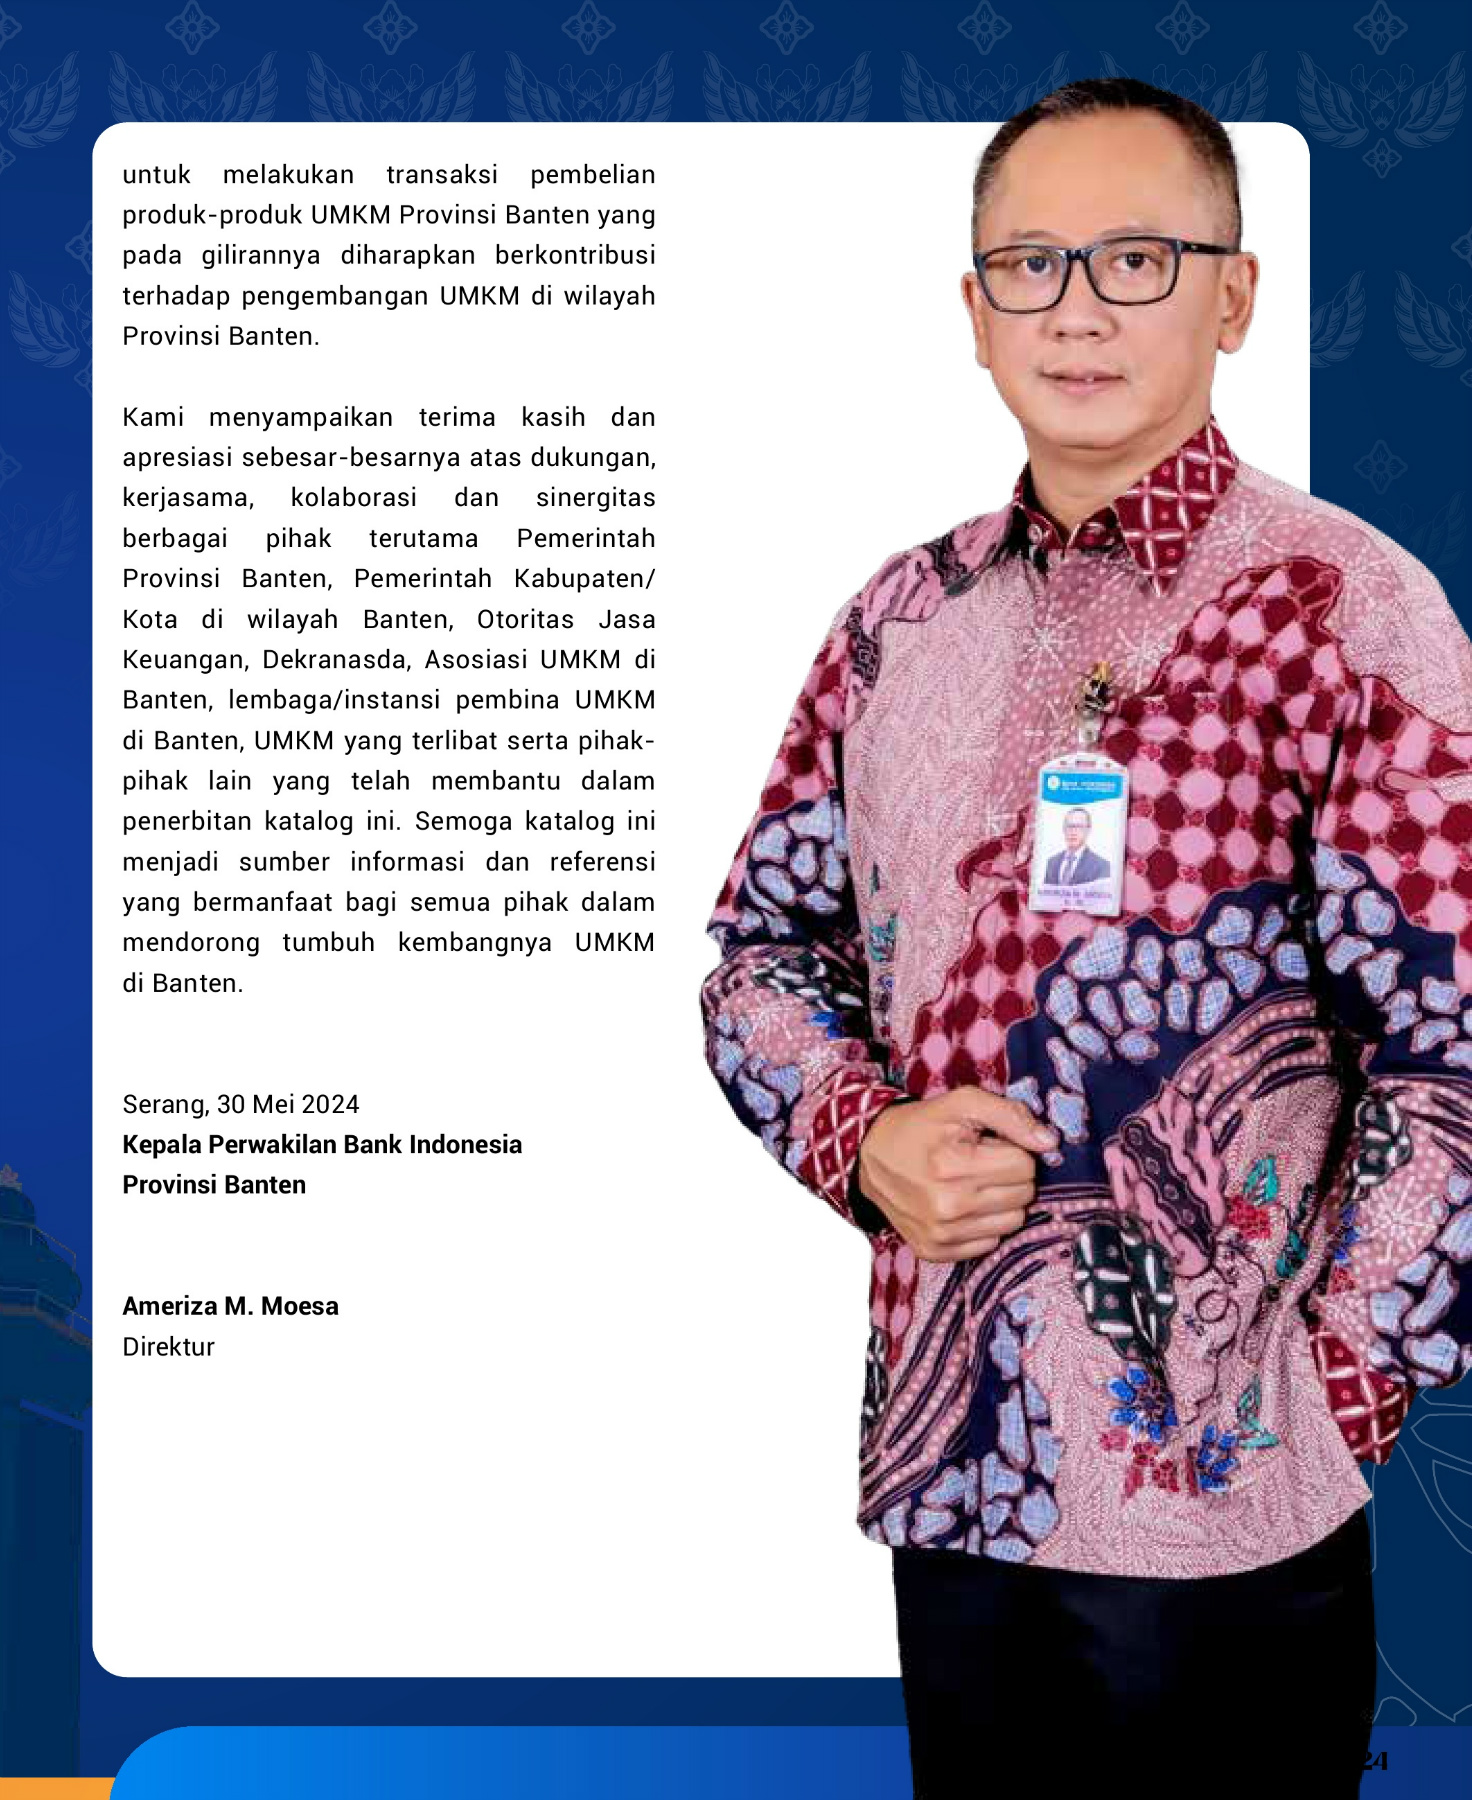 untuk melakukan transaksi pembelian
produk-produk UMKM Provinsi Banten yang
pada gilirannya diharapkan berkontribusi
terhadap pengembangan UMKM di wilayah
Provinsi Banten.
Kami menyampaikan terima kasih dan
apresiasi sebesar-besarnya atas dukungan,
kerjasama, kolaborasi dan sinergitas
berbagai pihak terutama Pemerintah
Provinsi Banten, Pemerintah Kabupaten/
Kota di wilayah Banten, Otoritas Jasa
Keuangan, Dekranasda, Asosiasi UMKM di
Banten, lembaga/instansi pembina UMKM
di Banten, UMKM yang terlibat serta pihak-
pihak lain yang telah membantu dalam
penerbitan katalog ini. Semoga katalog ini
menjadi sumber informasi dan referensi
yang bermanfaat bagi semua pihak dalam
mendorong tumbuh kembangnya UMKM
di Banten.
Serang, 30 Mei 2024
Kepala Perwakilan Bank Indonesia
Provinsi Banten
Ameriza M. Moesa
Direktur
BANK INDONESIA
AMERIZA M. MOESA
24